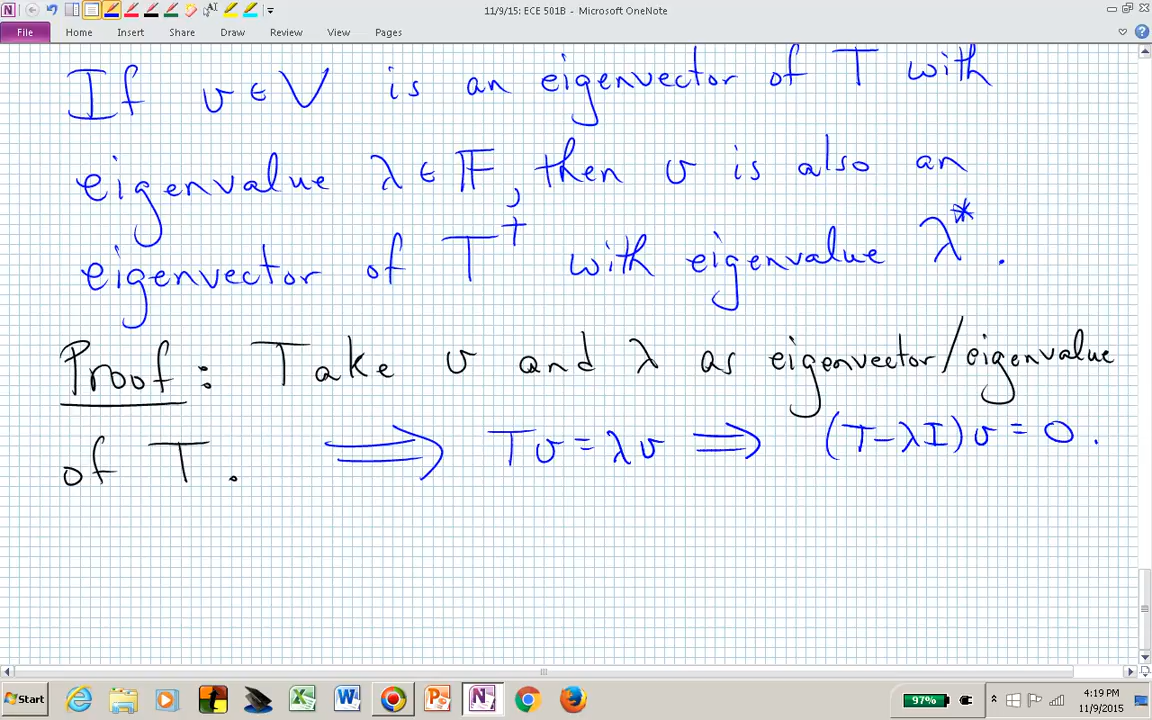 11/9/15: ECE 501B - Microsoft OneNote
File Home Insert Share Draw Review View Pages
If v ∈ V is an eigenvector of T with
eigenvalue λ ∈ 𝔽, then v is also an
eigenvector of T† with eigenvalue λ*.
Proof: Take v and λ as eigenvector/eigenvalue
of T. ⟹ Tv = λv ⟹ (T-λI)v = 0.
Start 97% 4:19 PM
11/9/2015